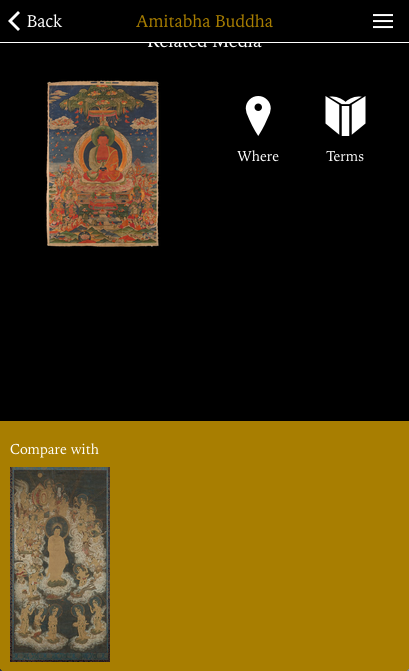 Back
Amitabha Buddha
Related Media
Where
Terms
Compare with